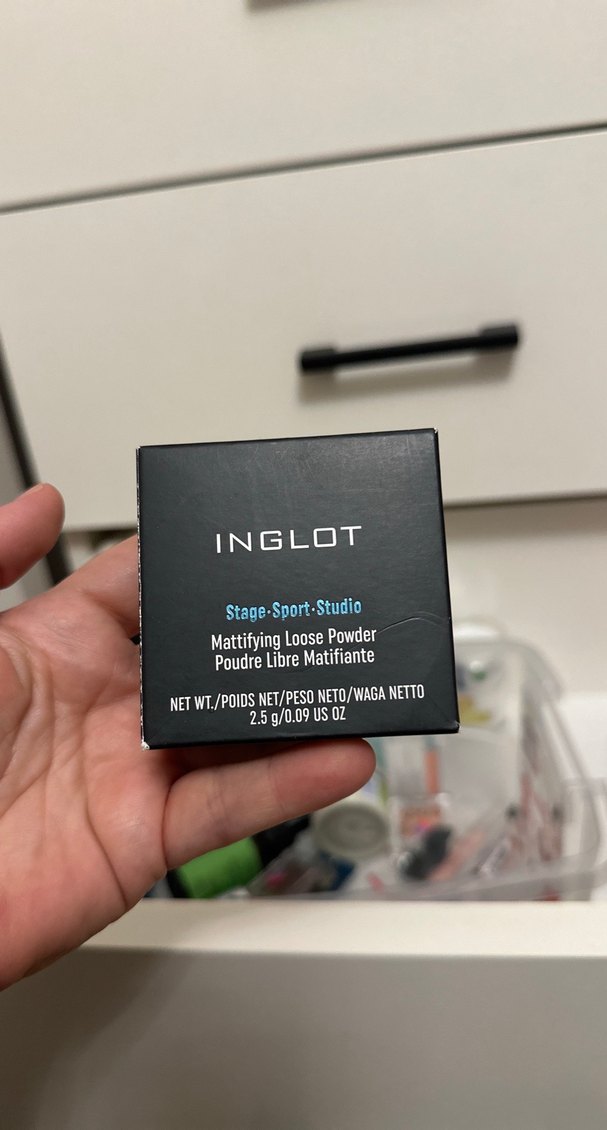 INGLOT
Stage·Sport·Studio
Mattifying Loose Powder
Poudre Libre Matifiante
NET WT./POIDS NET/PESO NETO/WAGA NETTO
2.5 g/0.09 US OZ